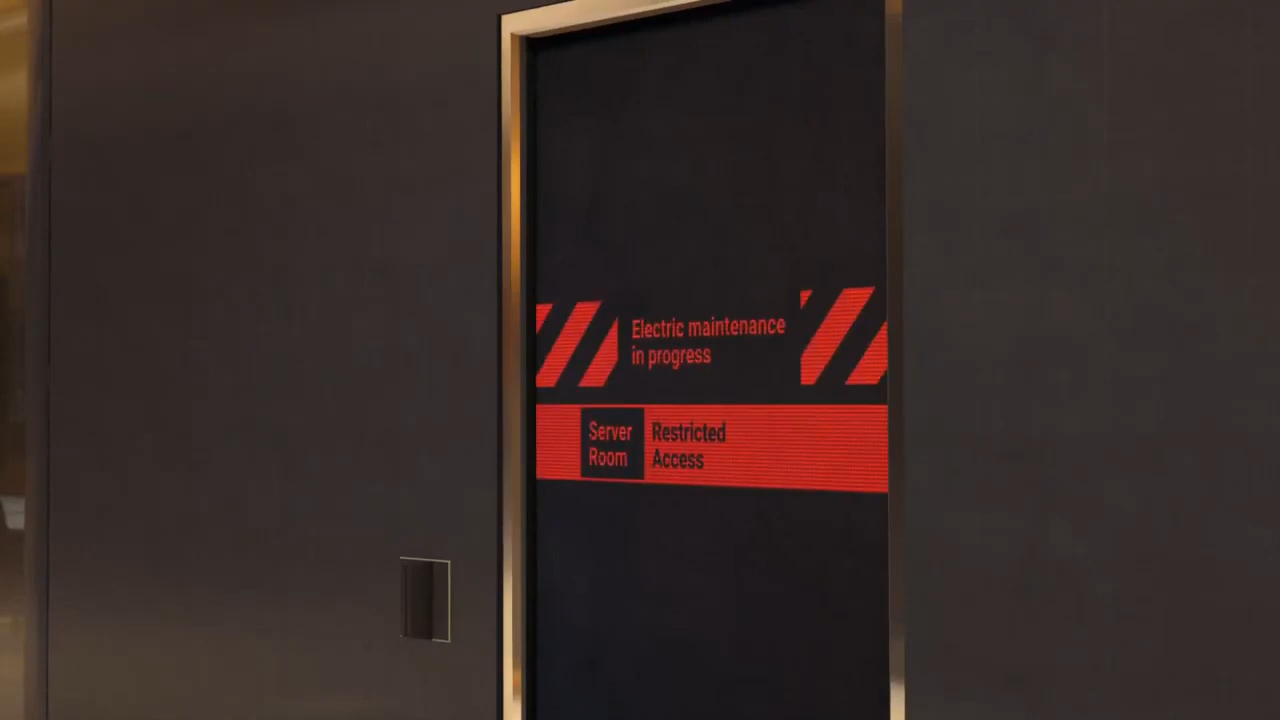 Electric maintenance
in progress
Server
Room
Restricted
Access